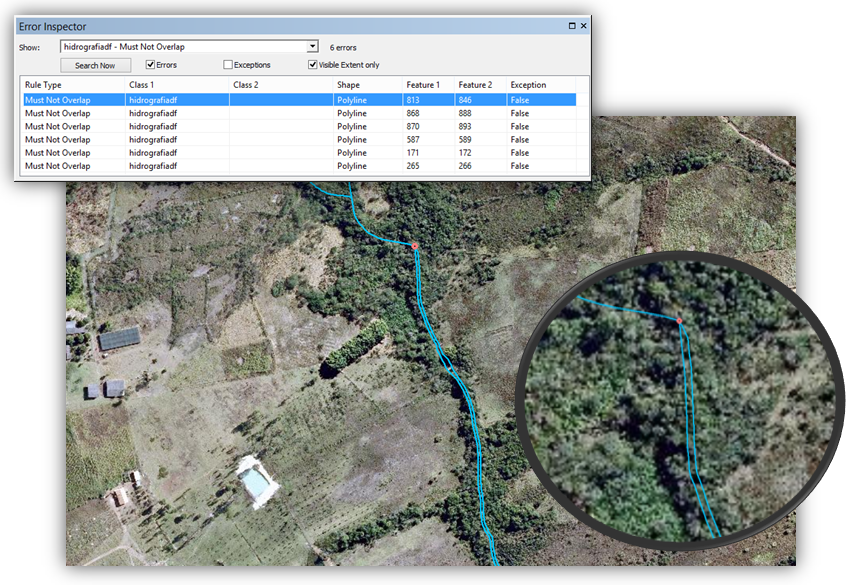 Error Inspector
Show: hidrografiadf - Must Not Overlap 6 errors
Search Now Errors Exceptions Visible Extent only
Rule Type Class 1 Class 2 Shape Feature 1 Feature 2 Exception
Must Not Overlap hidrografiadf Polyline 813 846 False
Must Not Overlap hidrografiadf Polyline 868 888 False
Must Not Overlap hidrografiadf Polyline 870 893 False
Must Not Overlap hidrografiadf Polyline 587 589 False
Must Not Overlap hidrografiadf Polyline 171 172 False
Must Not Overlap hidrografiadf Polyline 265 266 False